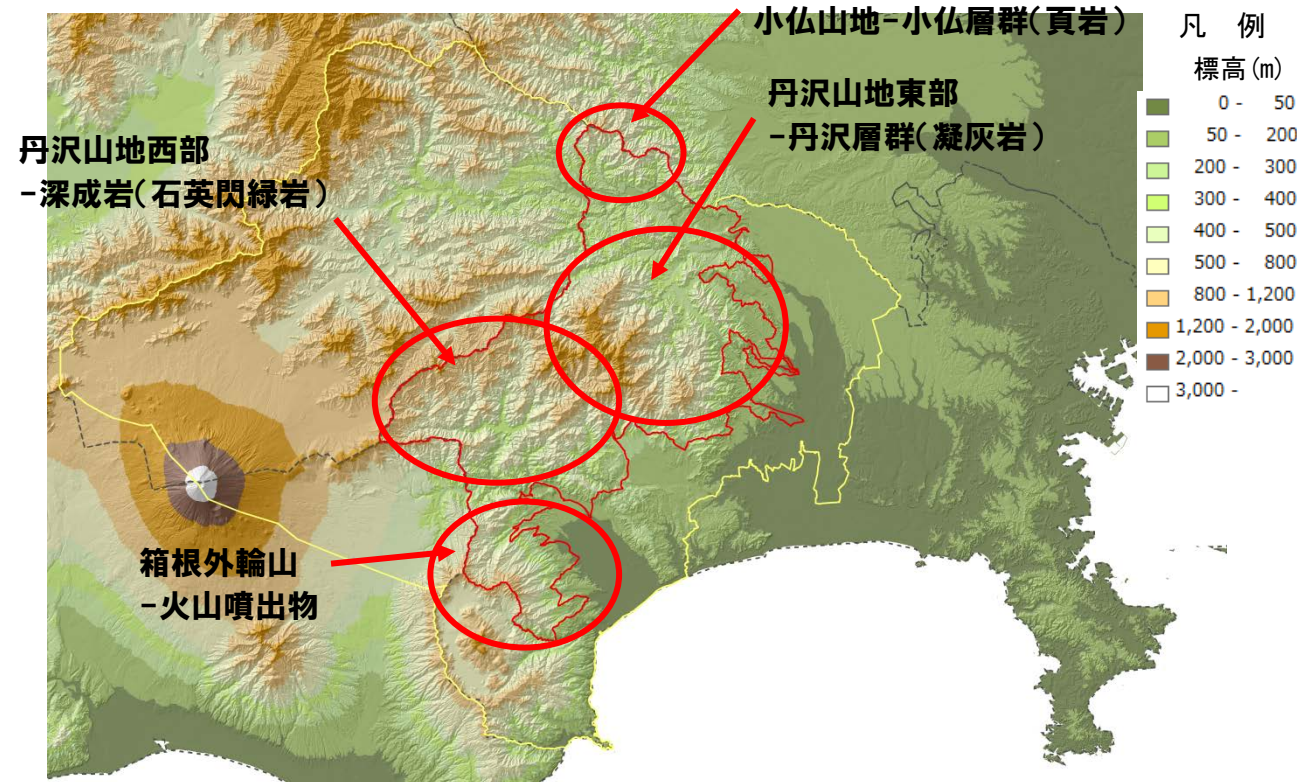 小仏山地-小仏層群(頁岩)
丹沢山地東部
-丹沢層群(凝灰岩)
丹沢山地西部
-深成岩(石英閃緑岩)
箱根外輪山
-火山噴出物
凡 例
標高(m)
0 - 50
50 - 200
200 - 300
300 - 400
400 - 500
500 - 800
800 - 1,200
1,200 - 2,000
2,000 - 3,000
3,000 -